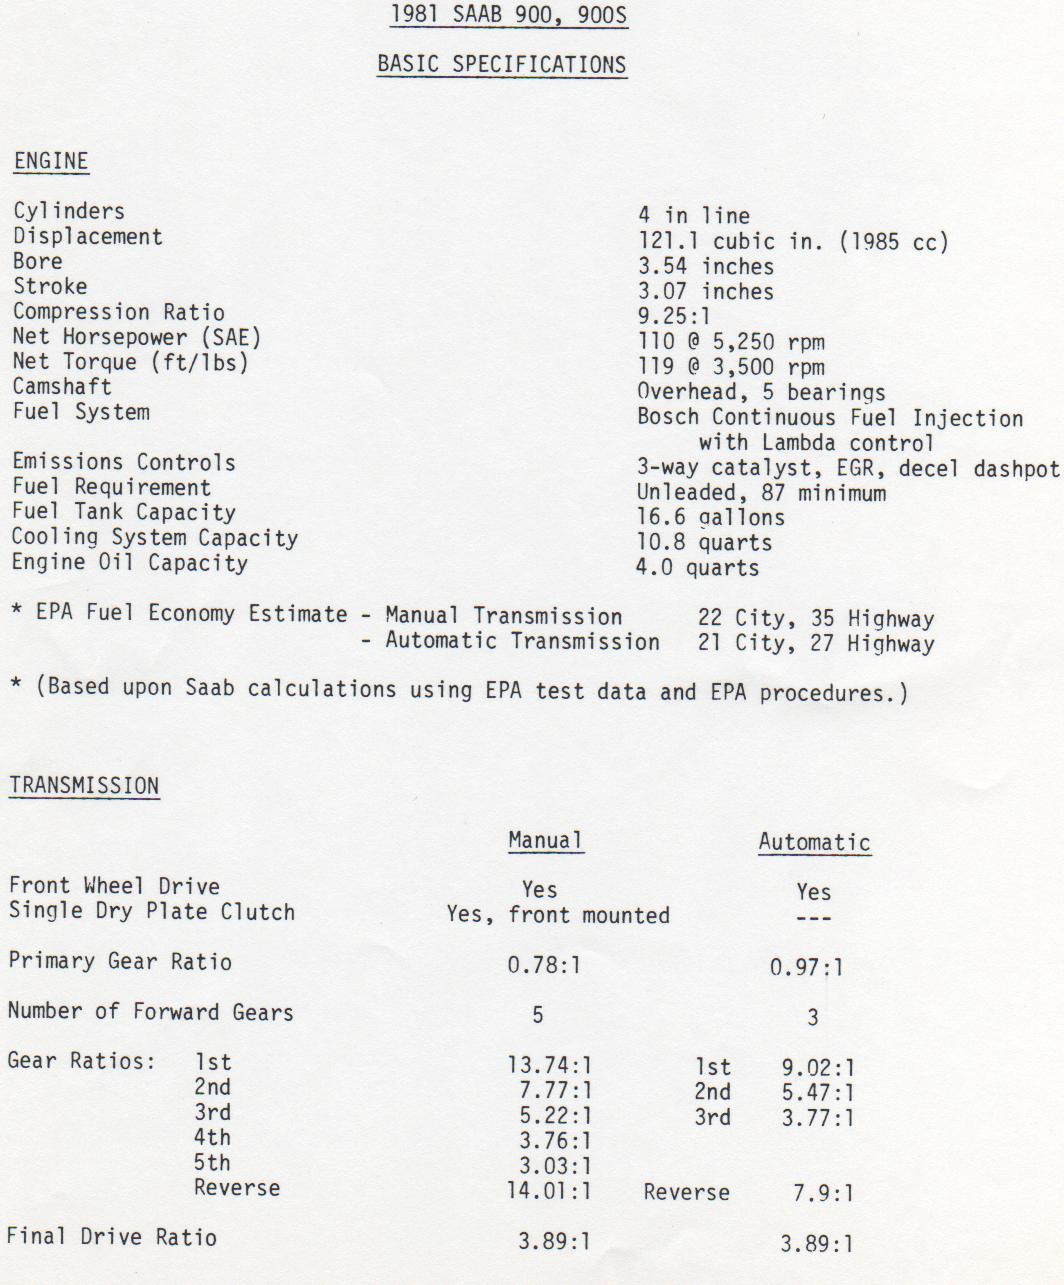 1981 SAAB 900, 900S
BASIC SPECIFICATIONS
ENGINE
Cylinders 4 in line
Displacement 121.1 cubic in. (1985 cc)
Bore 3.54 inches
Stroke 3.07 inches
Compression Ratio 9.25:1
Net Horsepower (SAE) 110 @ 5,250 rpm
Net Torque (ft/lbs) 119 @ 3,500 rpm
Camshaft Overhead, 5 bearings
Fuel System Bosch Continuous Fuel Injection
with Lambda control
Emissions Controls 3-way catalyst, EGR, decel dashpot
Fuel Requirement Unleaded, 87 minimum
Fuel Tank Capacity 16.6 gallons
Cooling System Capacity 10.8 quarts
Engine Oil Capacity 4.0 quarts
* EPA Fuel Economy Estimate - Manual Transmission 22 City, 35 Highway
- Automatic Transmission 21 City, 27 Highway
* (Based upon Saab calculations using EPA test data and EPA procedures.)
TRANSMISSION
Manual Automatic
Front Wheel Drive Yes Yes
Single Dry Plate Clutch Yes, front mounted ---
Primary Gear Ratio 0.78:1 0.97:1
Number of Forward Gears 5 3
Gear Ratios: 1st 13.74:1 1st 9.02:1
2nd 7.77:1 2nd 5.47:1
3rd 5.22:1 3rd 3.77:1
4th 3.76:1
5th 3.03:1
Reverse 14.01:1 Reverse 7.9:1
Final Drive Ratio 3.89:1 3.89:1